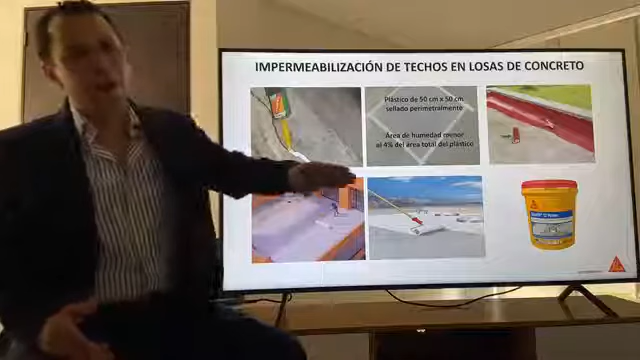 IMPERMEABILIZACIÓN DE TECHOS EN LOSAS DE CONCRETO
Plástico de 50 cm x 50 cm
sellado perimetralmente
Área de humedad menor
al 4% del área total del plástico